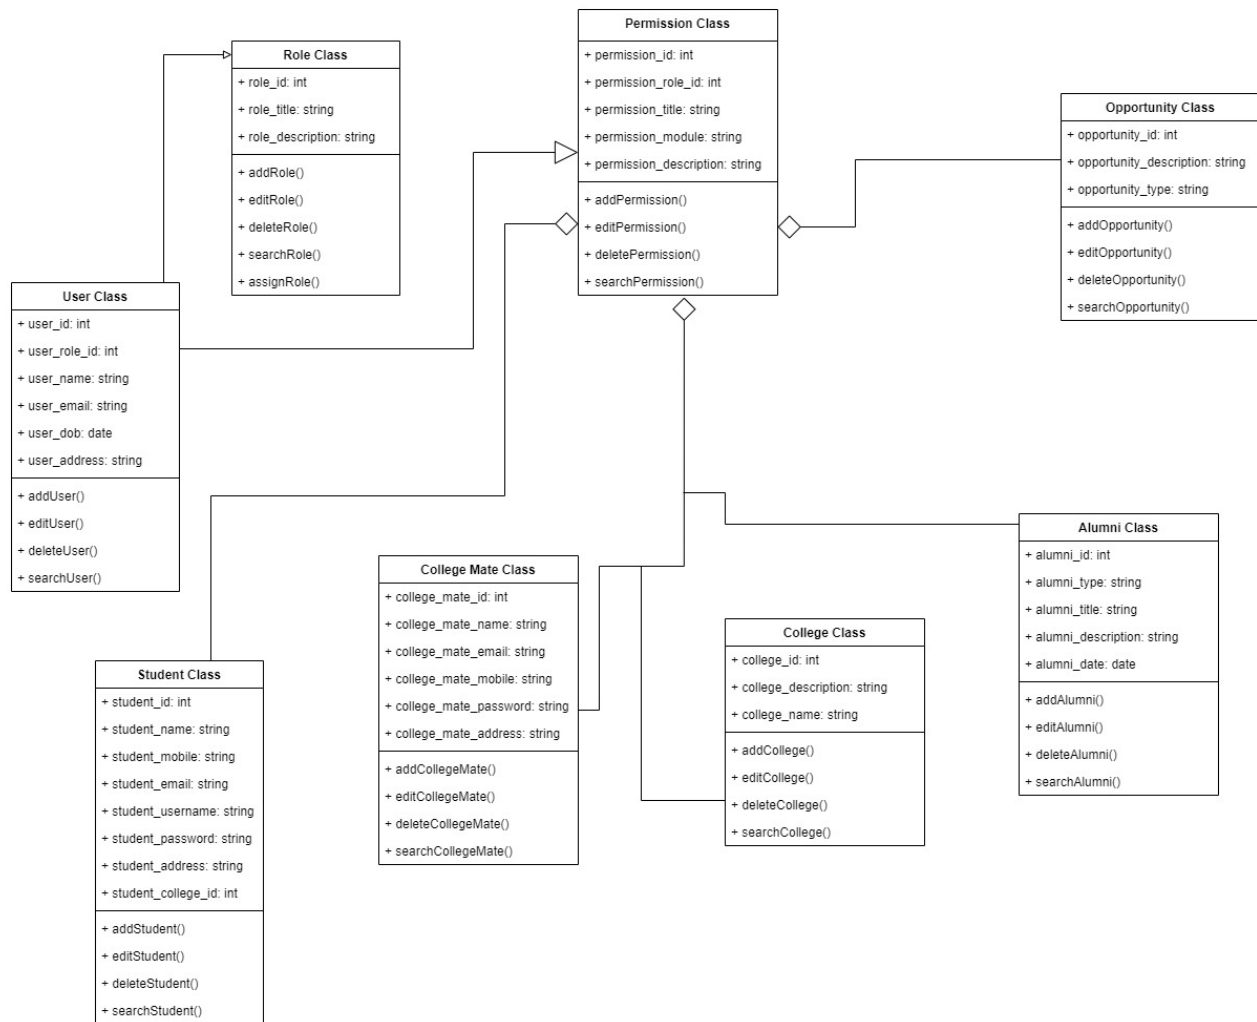 Permission Class
+ permission_id: int
+ permission_role_id: int
+ permission_title: string
+ permission_module: string
+ permission_description: string
+ addPermission()
+ editPermission()
+ deletePermission()
+ searchPermission()
Role Class
+ role_id: int
+ role_title: string
+ role_description: string
+ addRole()
+ editRole()
+ deleteRole()
+ searchRole()
+ assignRole()
Opportunity Class
+ opportunity_id: int
+ opportunity_description: string
+ opportunity_type: string
+ addOpportunity()
+ editOpportunity()
+ deleteOpportunity()
+ searchOpportunity()
User Class
+ user_id: int
+ user_role_id: int
+ user_name: string
+ user_email: string
+ user_dob: date
+ user_address: string
+ addUser()
+ editUser()
+ deleteUser()
+ searchUser()
Alumni Class
+ alumni_id: int
+ alumni_type: string
+ alumni_title: string
+ alumni_description: string
+ alumni_date: date
+ addAlumni()
+ editAlumni()
+ deleteAlumni()
+ searchAlumni()
College Mate Class
+ college_mate_id: int
+ college_mate_name: string
+ college_mate_email: string
+ college_mate_mobile: string
+ college_mate_password: string
+ college_mate_address: string
+ addCollegeMate()
+ editCollegeMate()
+ deleteCollegeMate()
+ searchCollegeMate()
College Class
+ college_id: int
+ college_description: string
+ college_name: string
+ addCollege()
+ editCollege()
+ deleteCollege()
+ searchCollege()
Student Class
+ student_id: int
+ student_name: string
+ student_mobile: string
+ student_email: string
+ student_username: string
+ student_password: string
+ student_address: string
+ student_college_id: int
+ addStudent()
+ editStudent()
+ deleteStudent()
+ searchStudent()